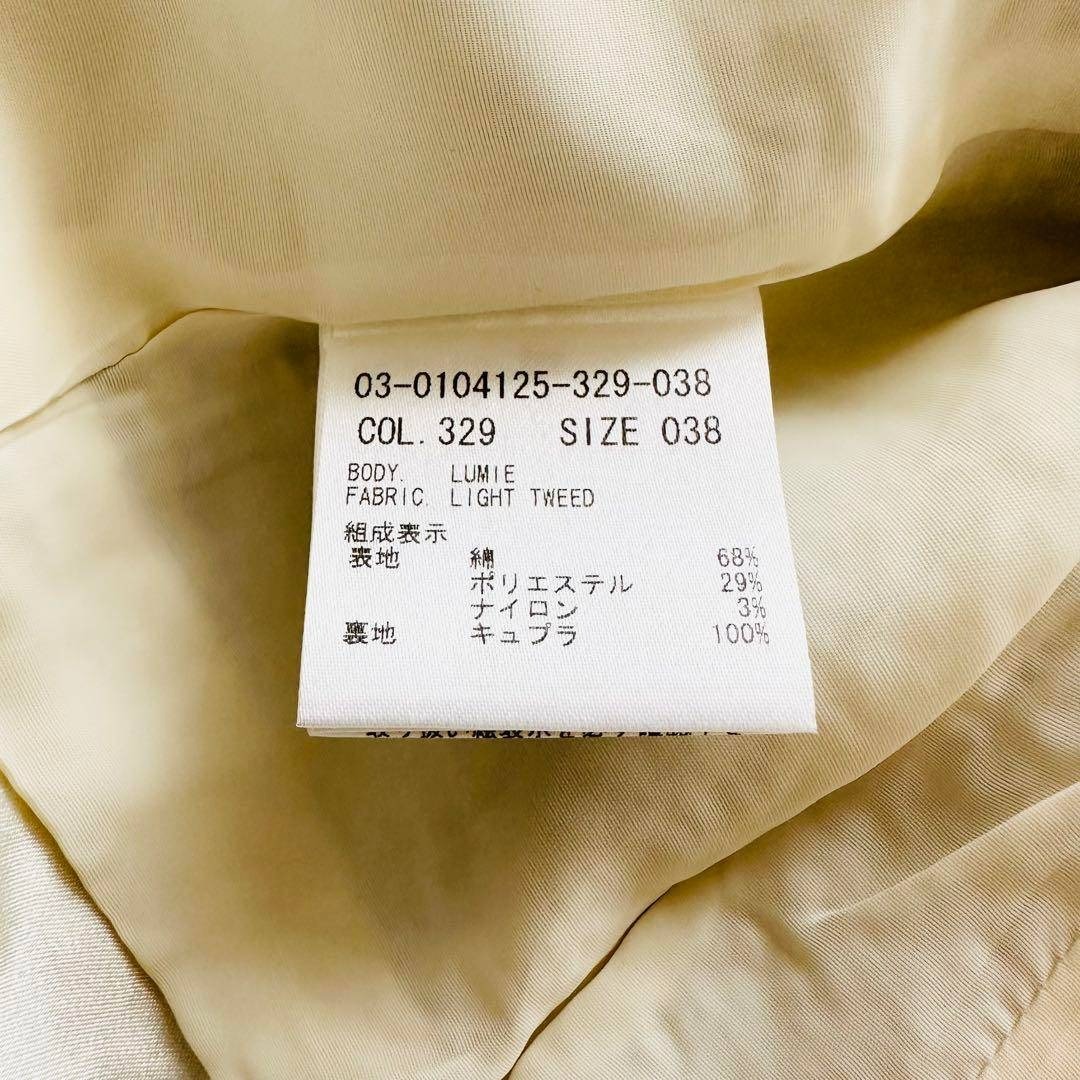 03-0104125-329-038
COL. 329 SIZE 038
BODY. LUMIE
FABRIC. LIGHT TWEED
組成表示
表地 綿 68%
ポリエステル 29%
ナイロン 3%
裏地 キュプラ 100%